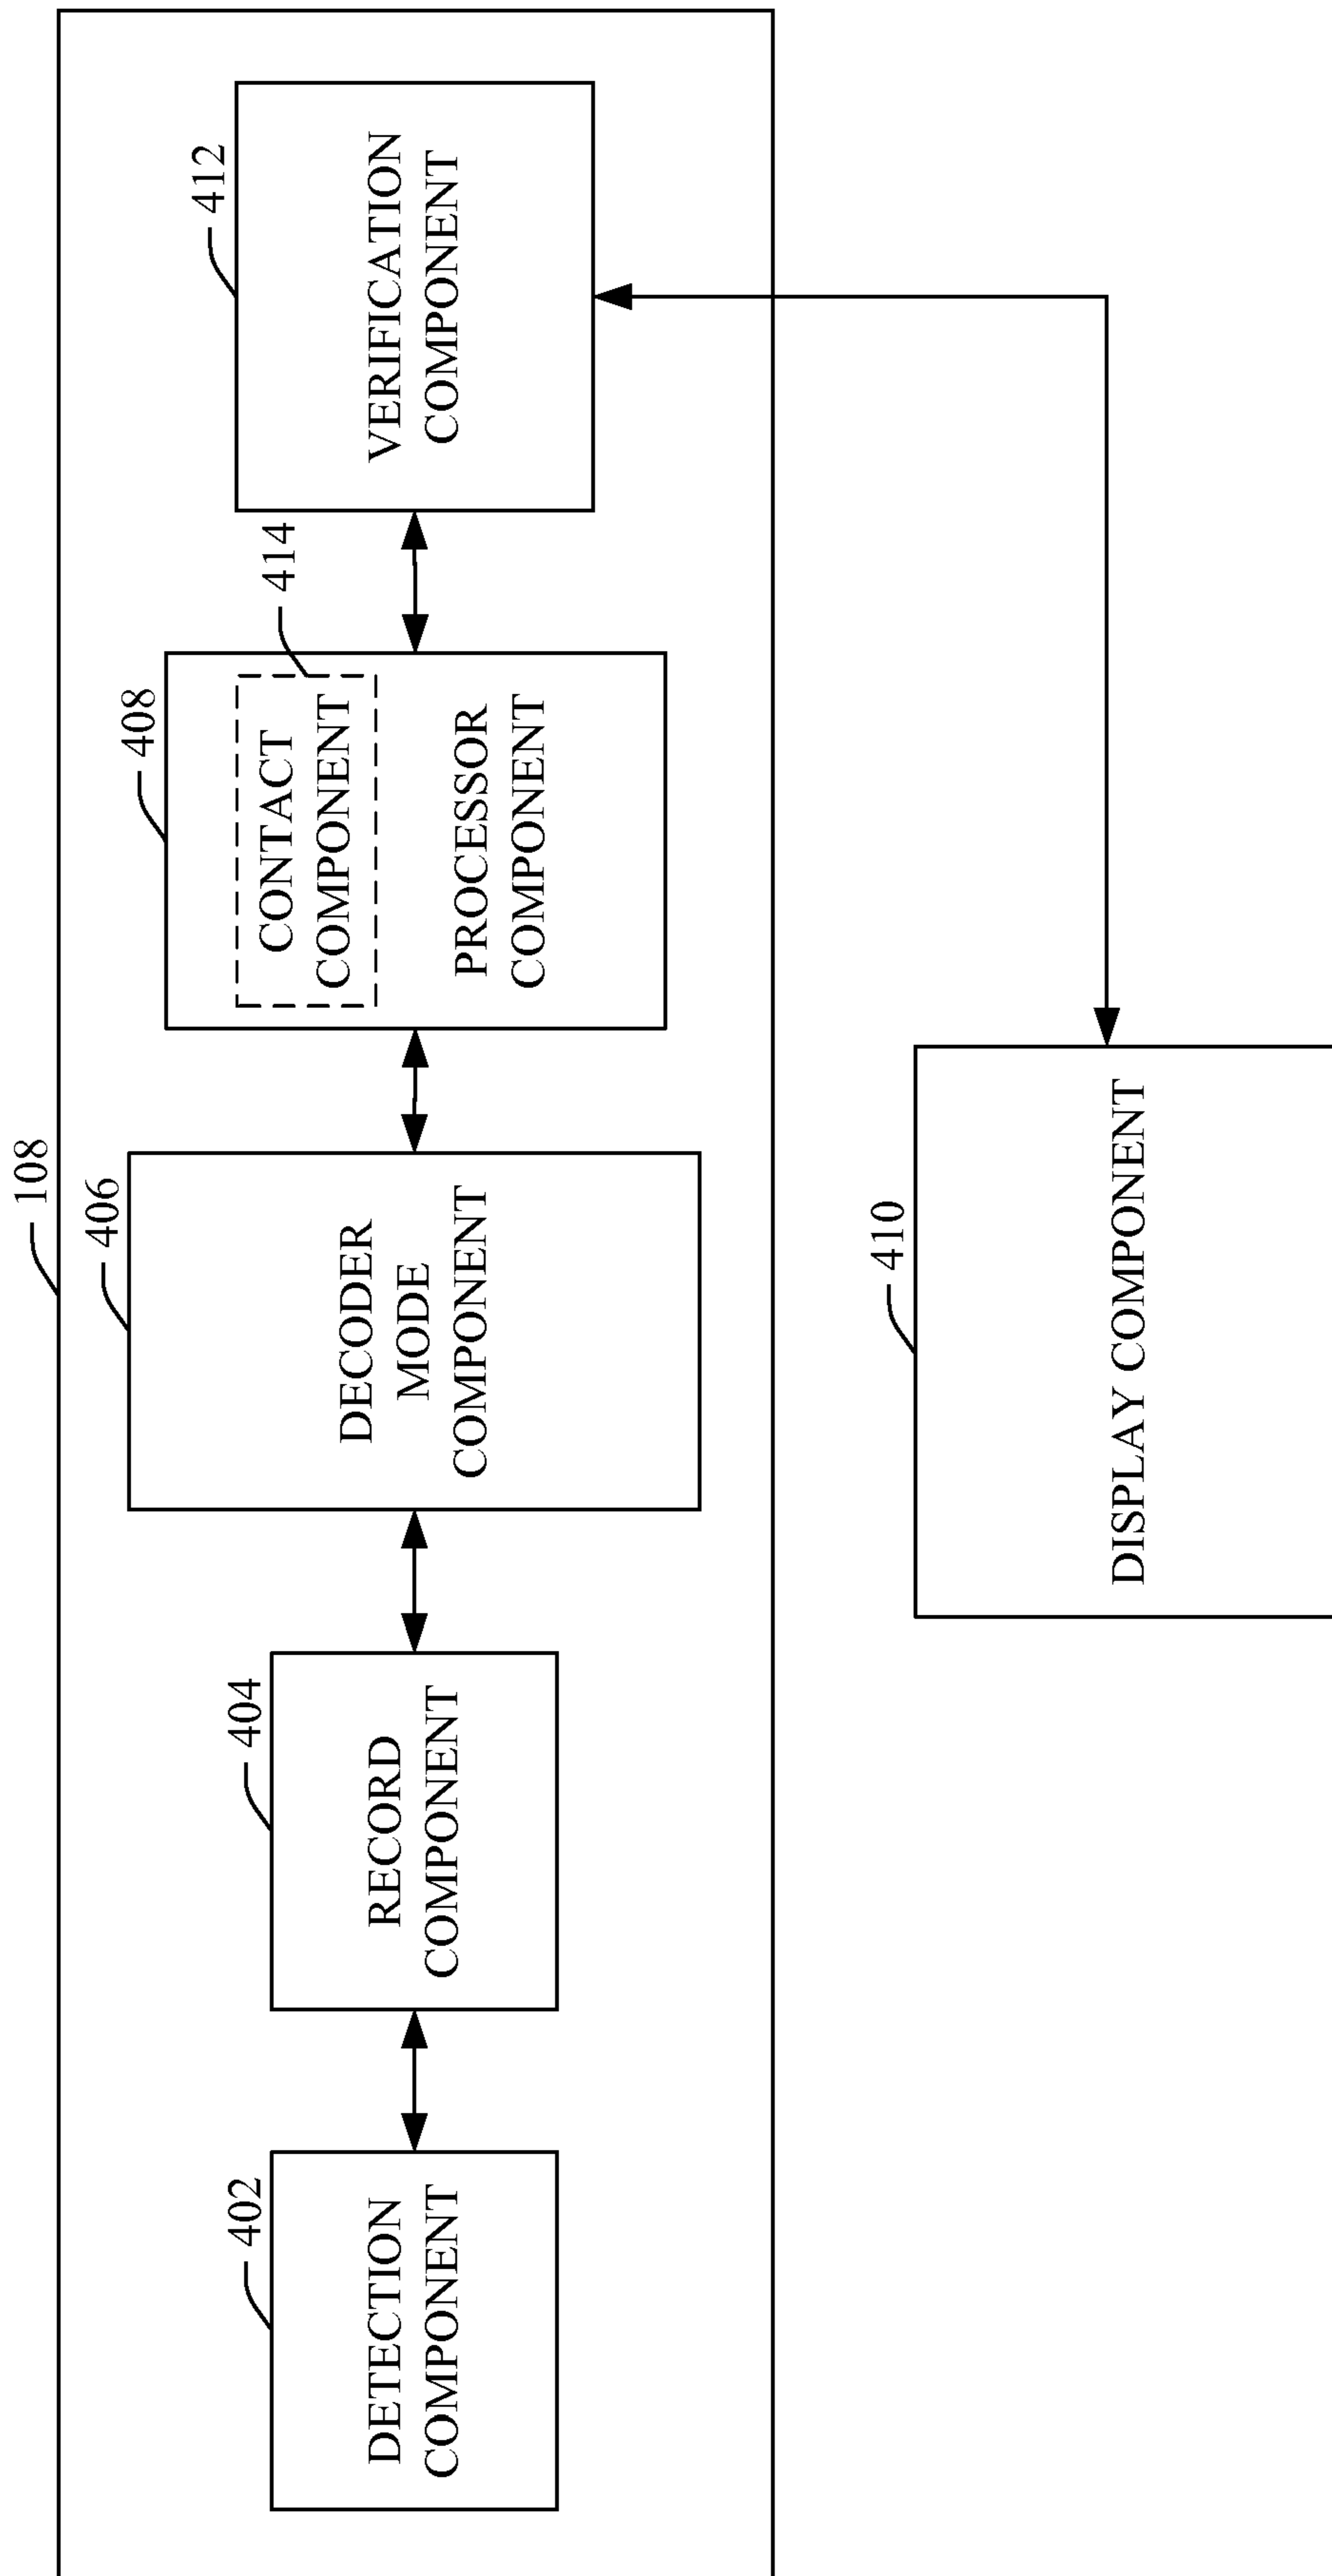 108
402
DETECTION
COMPONENT
404
RECORD
COMPONENT
406
DECODER
MODE
COMPONENT
408
CONTACT
COMPONENT
414
PROCESSOR
COMPONENT
412
VERIFICATION
COMPONENT
410
DISPLAY COMPONENT